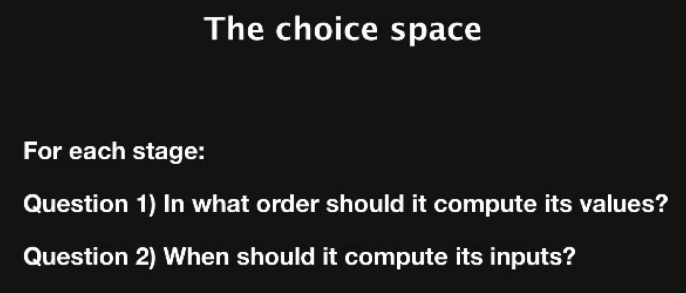 The choice space
For each stage:
Question 1) In what order should it compute its values?
Question 2) When should it compute its inputs?